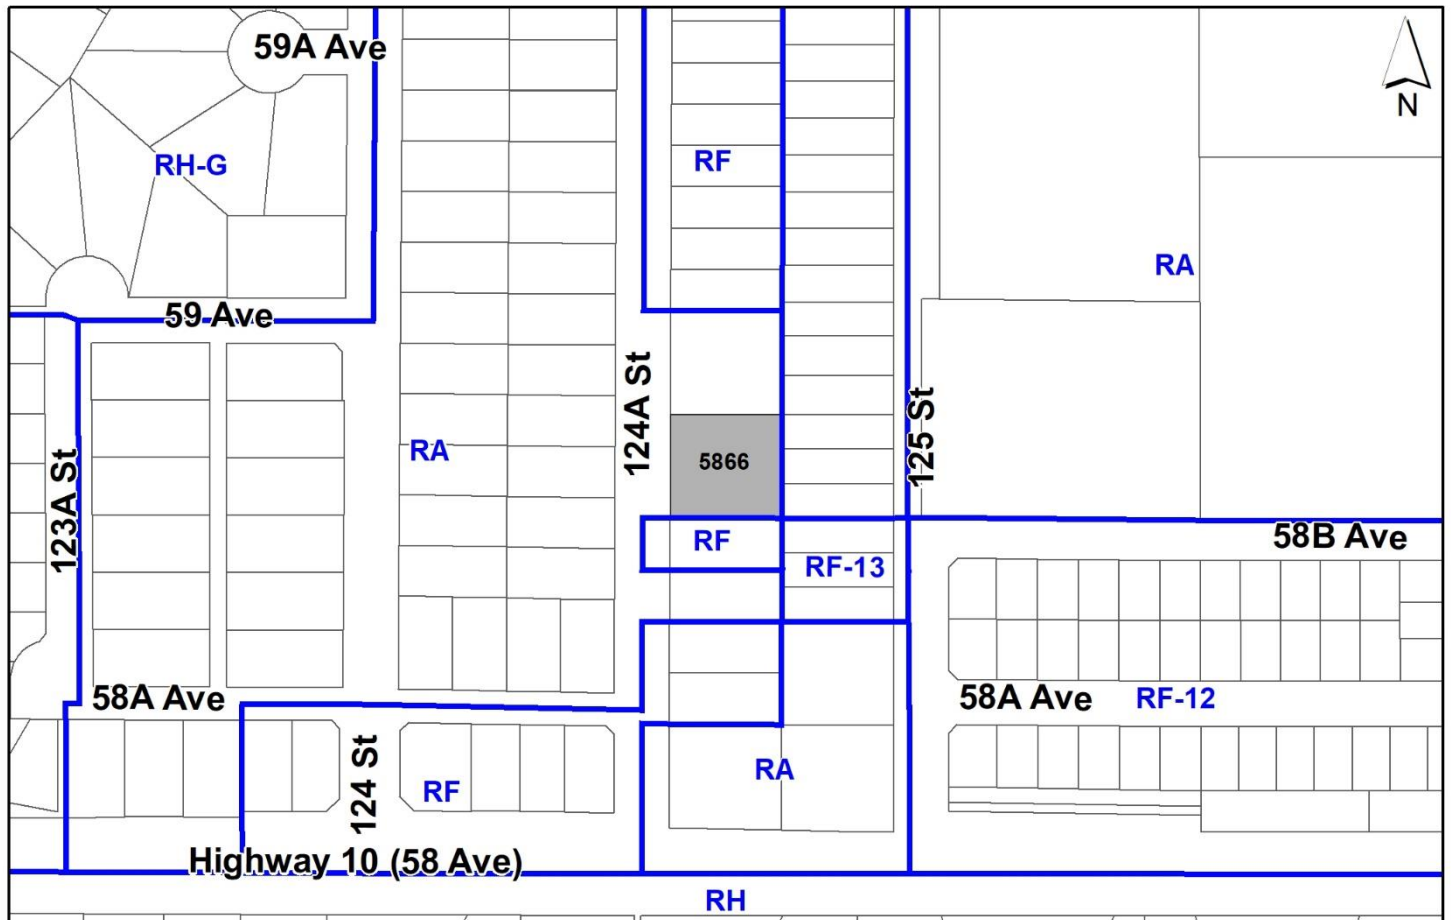 59A Ave
N
RF
RH-G
RA
59 Ave
124A St
125 St
RA
5866
123A St
58B Ave
RF
RF-13
58A Ave
58A Ave
RF-12
124 St
RF
RA
Highway 10 (58 Ave)
RH